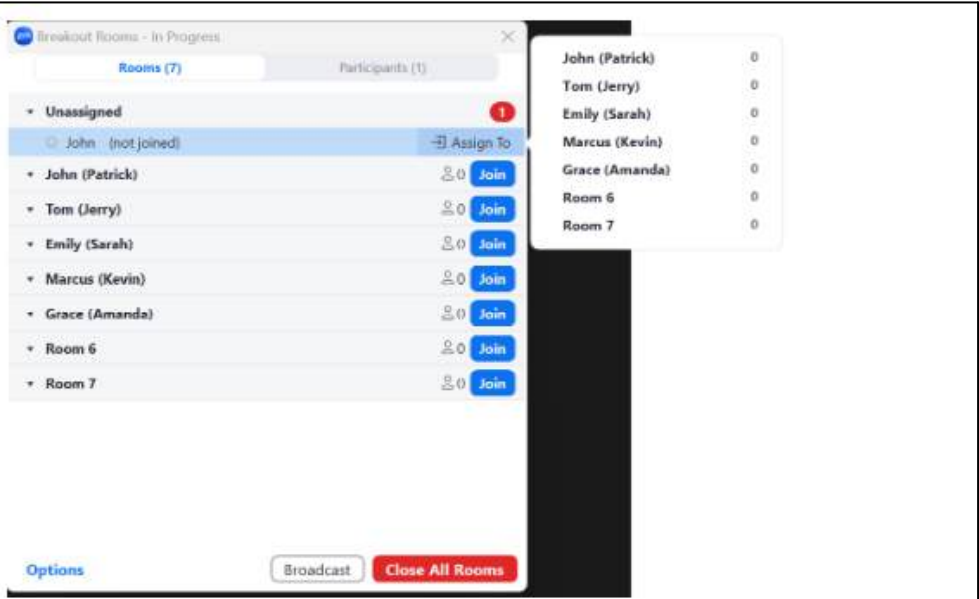 Breakout Rooms - In Progress
Rooms (7) Participants (1)
Unassigned 1
John (not joined) Assign To
John (Patrick) 0 Join
Tom (Jerry) 0 Join
Emily (Sarah) 0 Join
Marcus (Kevin) 0 Join
Grace (Amanda) 0 Join
Room 6 0 Join
Room 7 0 Join
Options Broadcast Close All Rooms
John (Patrick) 0
Tom (Jerry) 0
Emily (Sarah) 0
Marcus (Kevin) 0
Grace (Amanda) 0
Room 6 0
Room 7 0